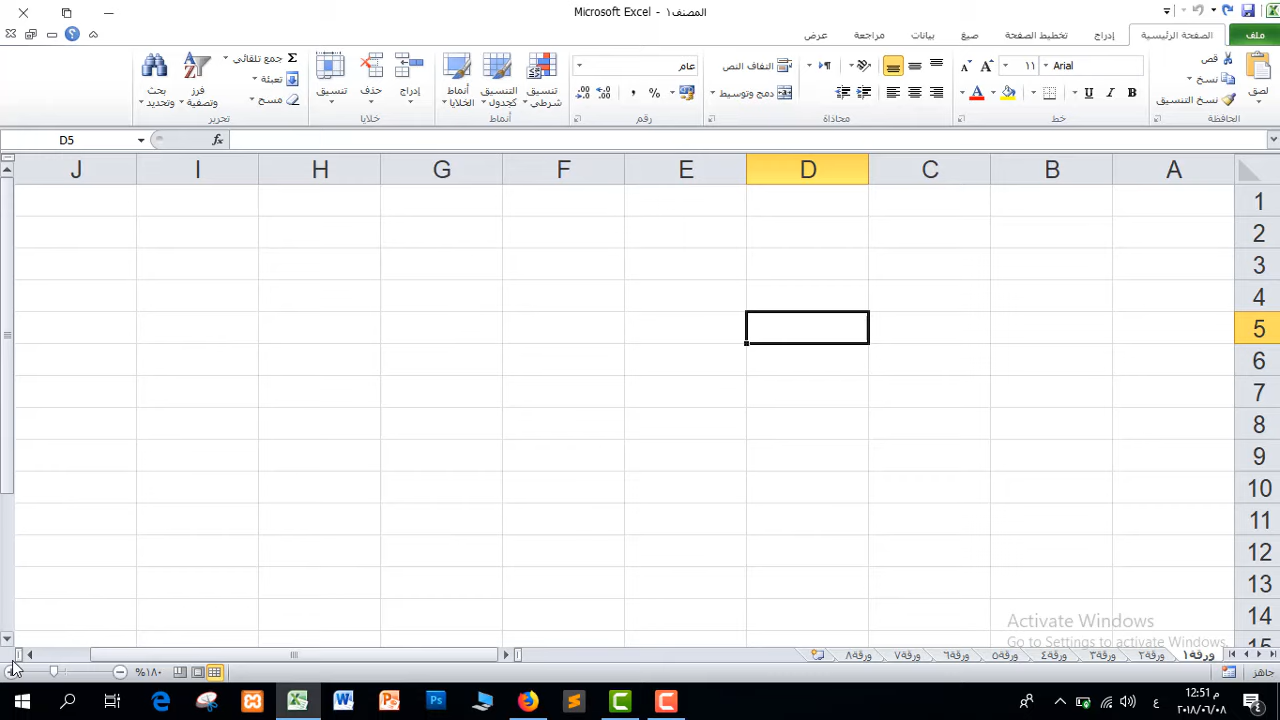 المصنف١ - Microsoft Excel
ملف
الصفحة الرئيسية
إدراج
تخطيط الصفحة
صيغ
بيانات
مراجعة
عرض
لصق
قص
نسخ
نسخ التنسيق
الحافظة
Arial
١١
خط
التفاف النص
دمج وتوسيط
محاذاة
عام
رقم
تنسيق شرطي
التنسيق كجدول
أنماط الخلايا
أنماط
إدراج
حذف
تنسيق
خلايا
جمع تلقائي
تعبئة
مسح
فرز وتصفية
بحث وتحديد
تحرير
D5
fx
A B C D E F G H I J
1
2
3
4
5
6
7
8
9
10
11
12
13
14
15
Activate Windows
Go to Settings to activate Windows.
ورقة١ ورقة٢ ورقة٣ ورقة٤ ورقة٥ ورقة٦ ورقة٧ ورقة٨
جاهز
%١٨٠
12:51 م
٢٠١٨/٠٦/٠٨
ع